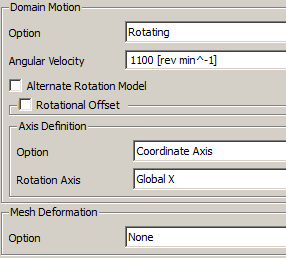 Domain Motion
Option Rotating
Angular Velocity 1100 [rev min^-1]
Alternate Rotation Model
Rotational Offset
Axis Definition
Option Coordinate Axis
Rotation Axis Global X
Mesh Deformation
Option None